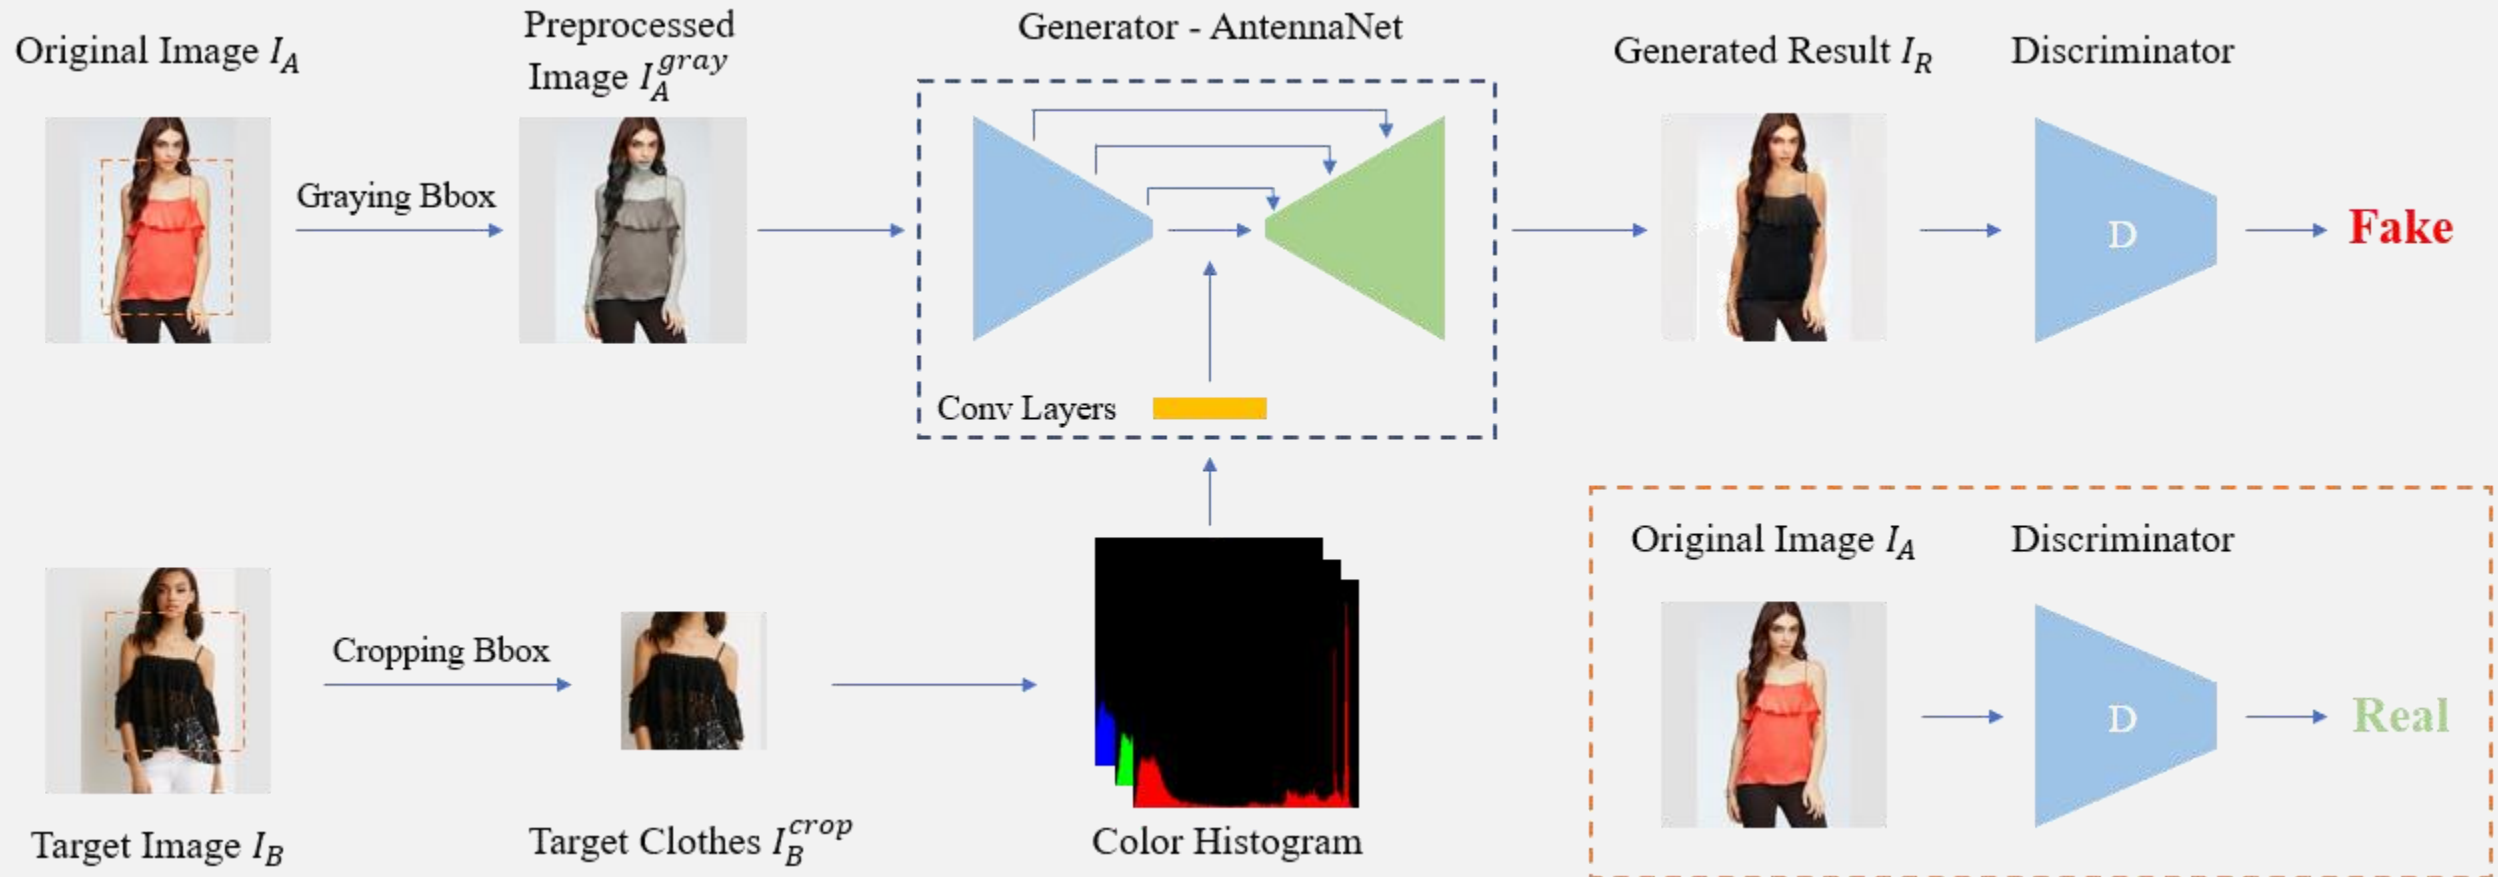 Original Image I_A
Preprocessed
Image I_A^gray
Generator - AntennaNet
Generated Result I_R
Discriminator
Graying Bbox
D
Fake
Conv Layers
Original Image I_A
Discriminator
Cropping Bbox
D
Real
Target Image I_B
Target Clothes I_B^crop
Color Histogram